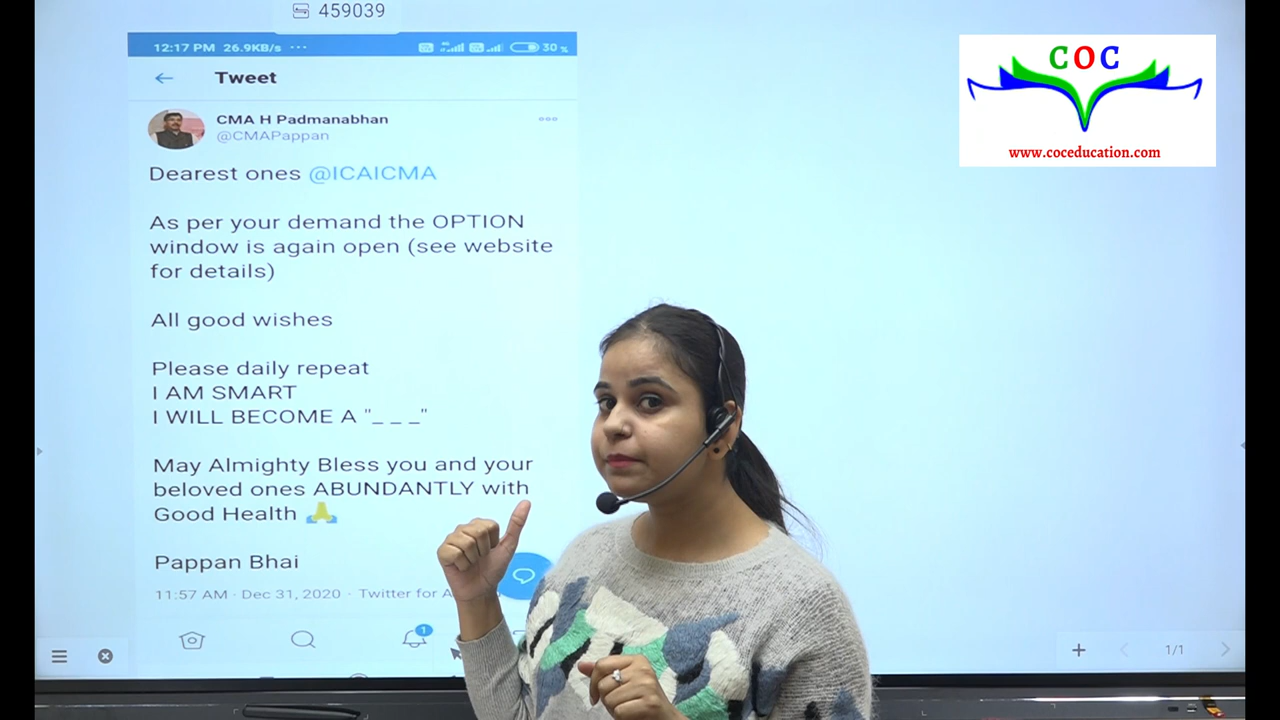 459039
12:17 PM 26.9KB/s ...
30 %
Tweet
CMA H Padmanabhan
@CMAPappan
Dearest ones @ICAICMA
As per your demand the OPTION
window is again open (see website
for details)
All good wishes
Please daily repeat
I AM SMART
I WILL BECOME A "_ _ _"
May Almighty Bless you and your
beloved ones ABUNDANTLY with
Good Health 🙏
Pappan Bhai
11:57 AM · Dec 31, 2020 · Twitter for A
1
COC
www.coceducation.com
1/1